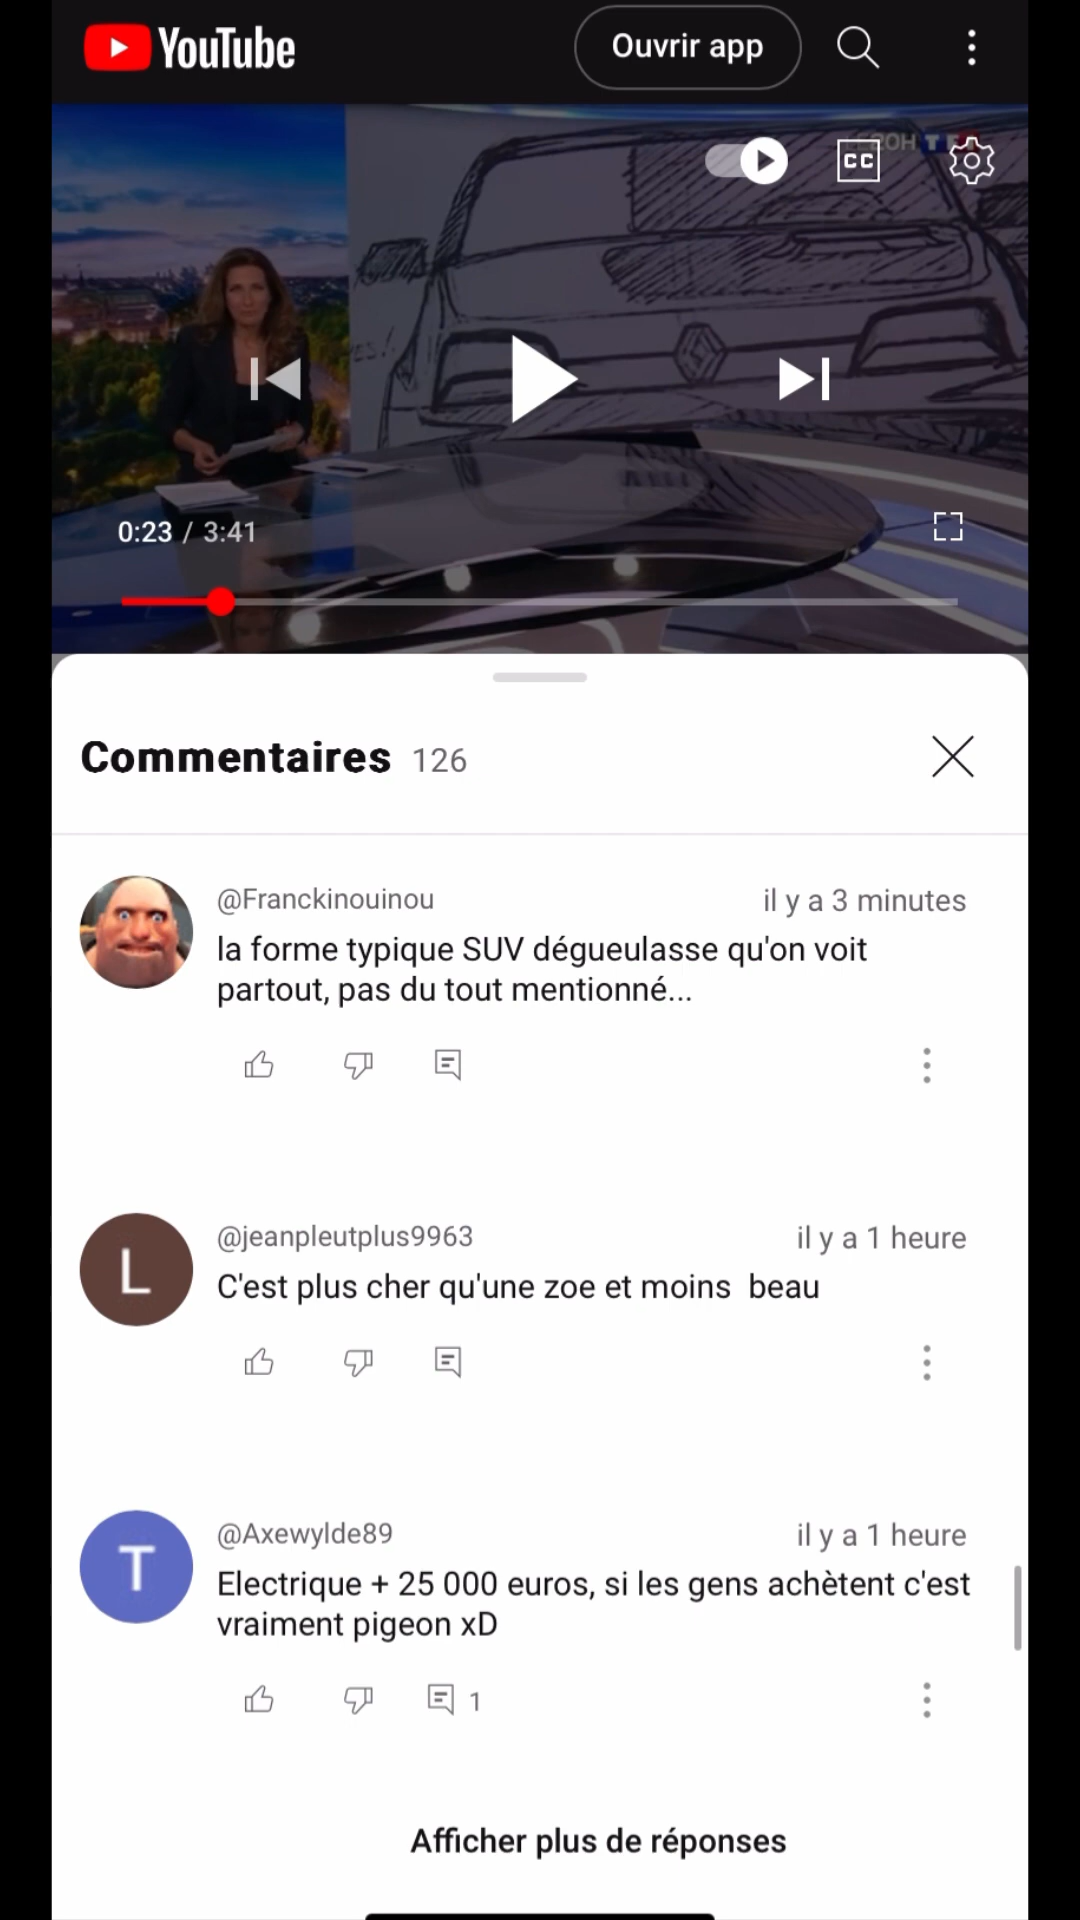 YouTube
Ouvrir app
20H TF1
CC
0:23 / 3:41
Commentaires 126
@Franckinouinou il y a 3 minutes
la forme typique SUV dégueulasse qu'on voit
partout, pas du tout mentionné...
@jeanpleutplus9963 il y a 1 heure
L
C'est plus cher qu'une zoe et moins  beau
@Axewylde89 il y a 1 heure
T
Electrique + 25 000 euros, si les gens achètent c'est
vraiment pigeon xD
1
Afficher plus de réponses